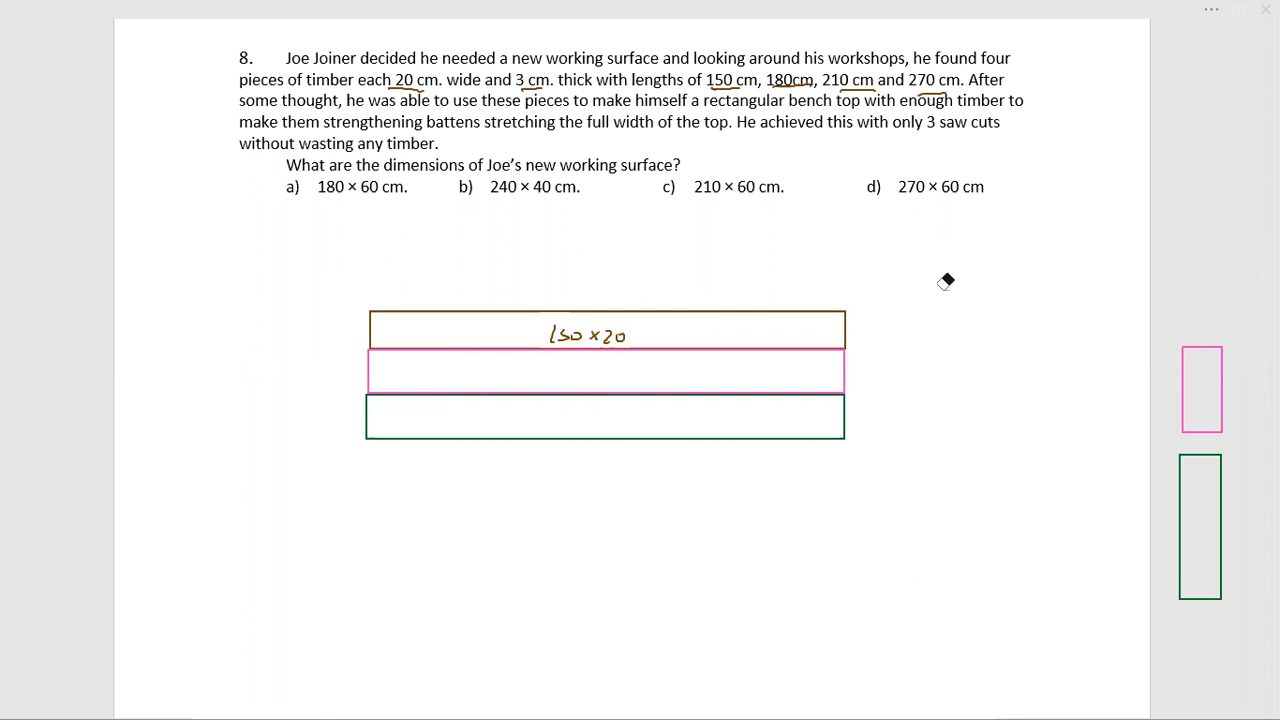 8. Joe Joiner decided he needed a new working surface and looking around his workshops, he found four
pieces of timber each 20 cm. wide and 3 cm. thick with lengths of 150 cm, 180cm, 210 cm and 270 cm. After
some thought, he was able to use these pieces to make himself a rectangular bench top with enough timber to
make them strengthening battens stretching the full width of the top. He achieved this with only 3 saw cuts
without wasting any timber.
What are the dimensions of Joe’s new working surface?
a) 180 × 60 cm. b) 240 × 40 cm. c) 210 × 60 cm. d) 270 × 60 cm
150 × 20